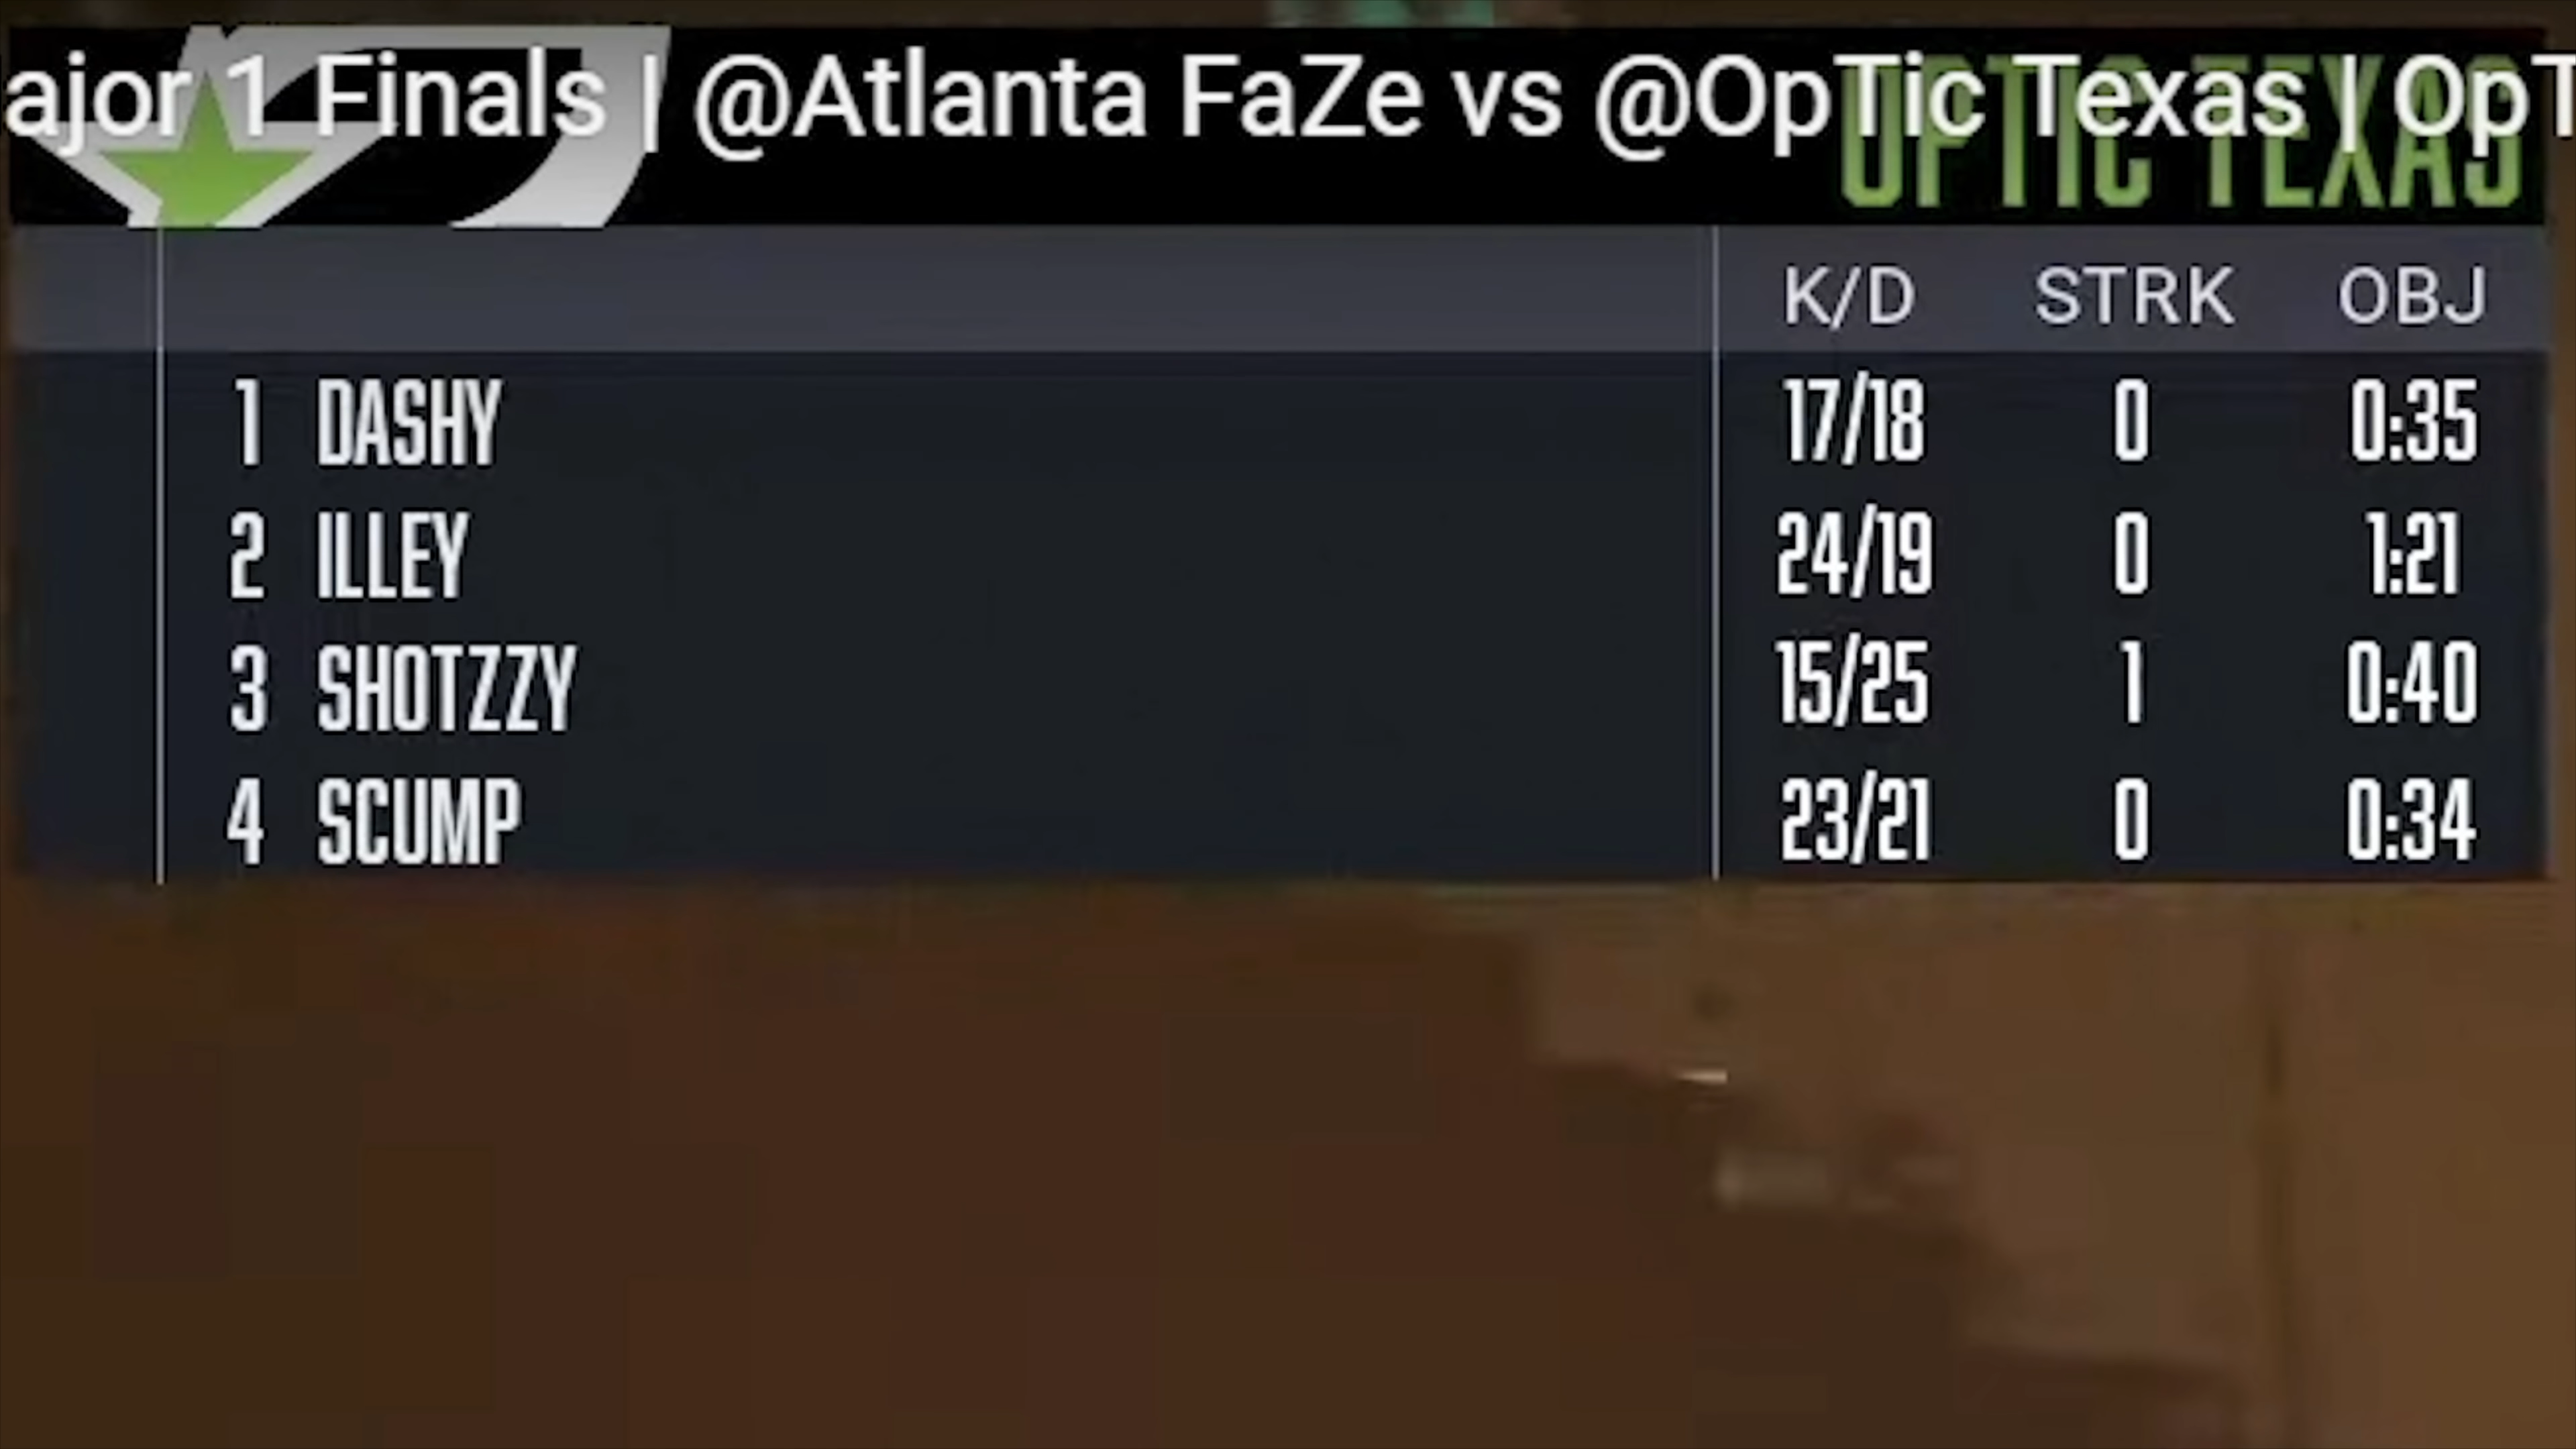 ajor 1 Finals | @Atlanta FaZe vs @OpTic Texas | OpT
OPTIC TEXAS
K/D STRK OBJ
1 DASHY 17/18 0 0:35
2 ILLEY 24/19 0 1:21
3 SHOTZZY 15/25 1 0:40
4 SCUMP 23/21 0 0:34